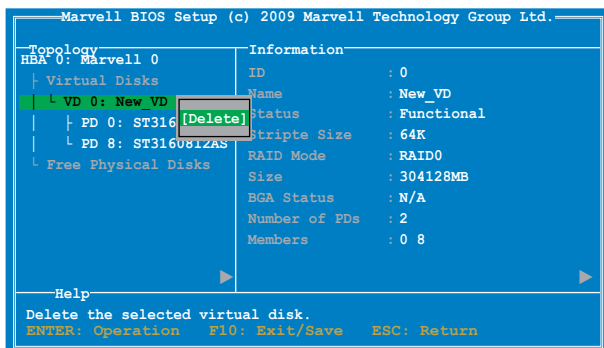 Marvell BIOS Setup (c) 2009 Marvell Technology Group Ltd.
Topology
HBA 0: Marvell 0
Virtual Disks
VD 0: New_VD
[Delete]
PD 0: ST316
PD 8: ST3160812AS
Free Physical Disks
Information
ID : 0
Name : New_VD
Status : Functional
Stripte Size : 64K
RAID Mode : RAID0
Size : 304128MB
BGA Status : N/A
Number of PDs : 2
Members : 0 8
Help
Delete the selected virtual disk.
ENTER: Operation F10: Exit/Save ESC: Return